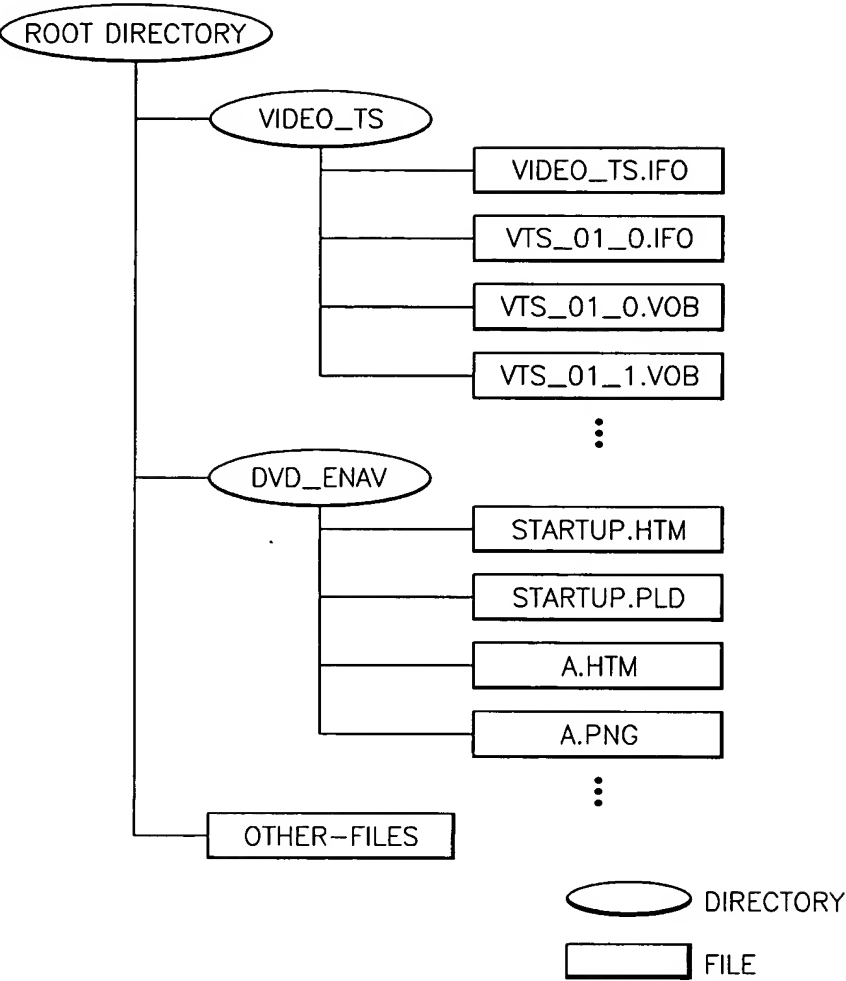 ROOT DIRECTORY
VIDEO_TS
VIDEO_TS.IFO
VTS_01_0.IFO
VTS_01_0.VOB
VTS_01_1.VOB
DVD_ENAV
STARTUP.HTM
STARTUP.PLD
A.HTM
A.PNG
OTHER-FILES
DIRECTORY
FILE